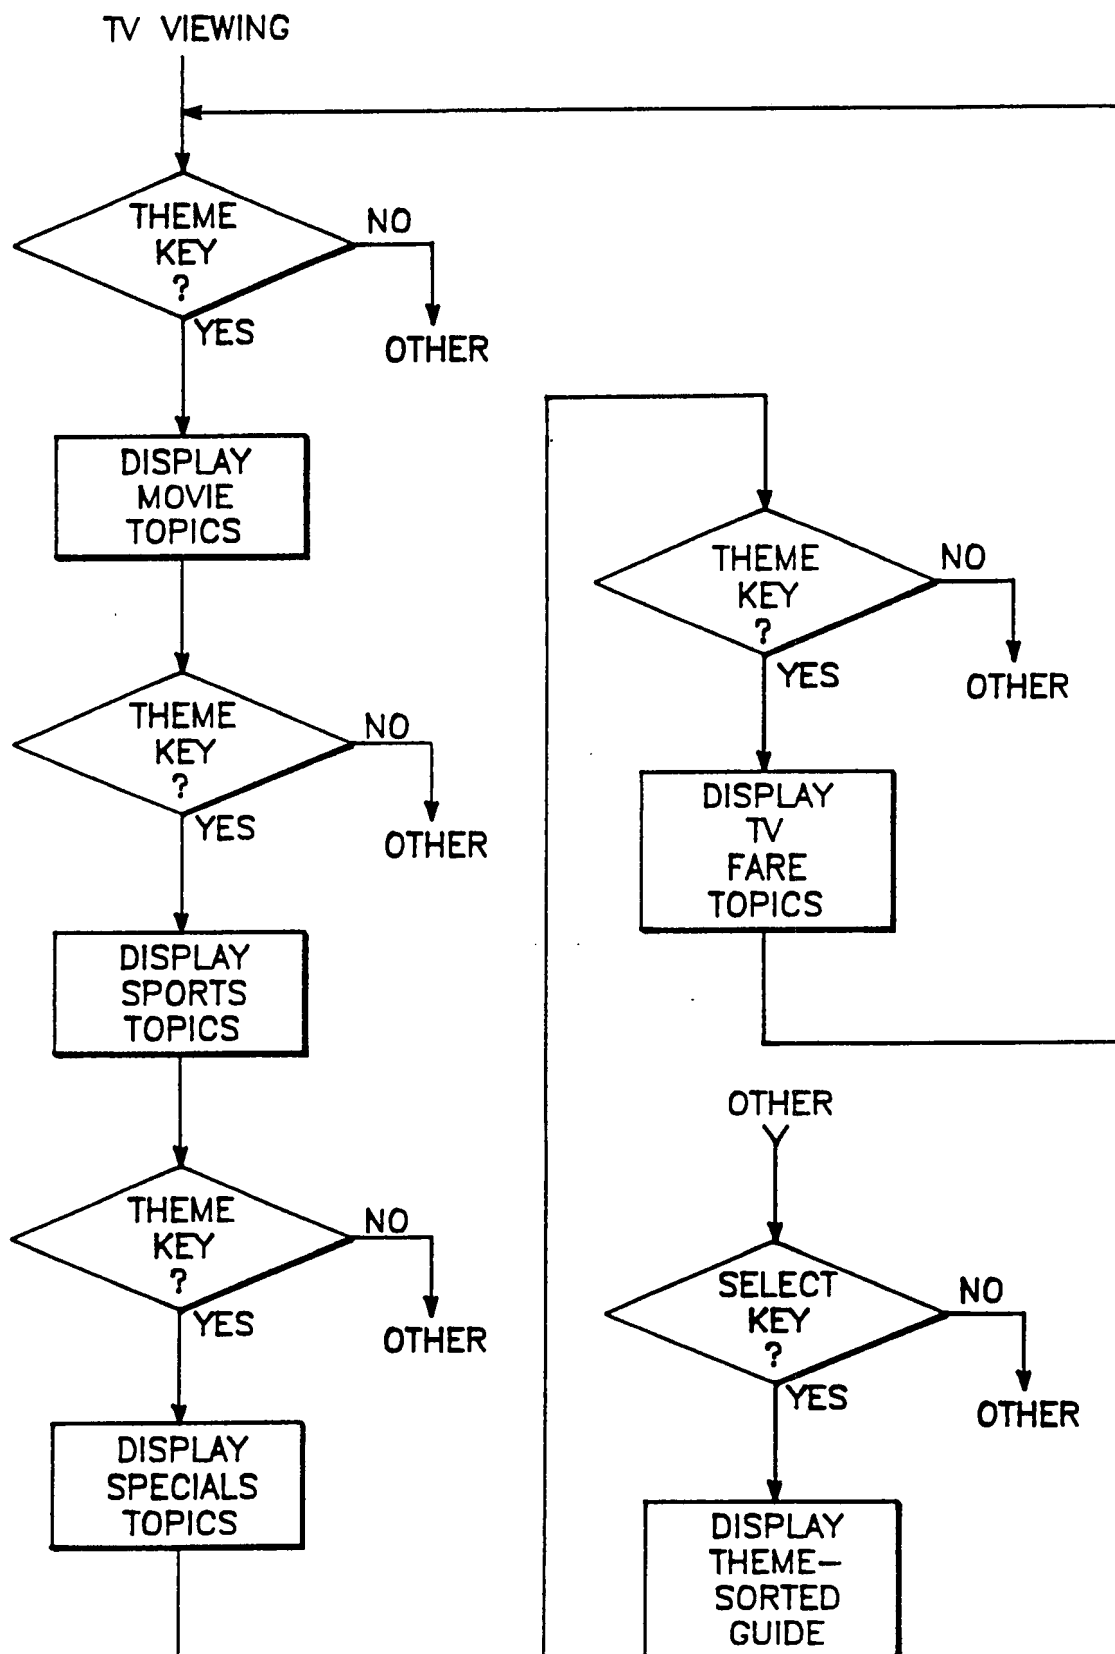 TV VIEWING
THEME
KEY
?
NO
YES
OTHER
DISPLAY
MOVIE
TOPICS
THEME
KEY
?
NO
YES
OTHER
DISPLAY
SPORTS
TOPICS
THEME
KEY
?
NO
YES
OTHER
DISPLAY
SPECIALS
TOPICS
THEME
KEY
?
NO
YES
OTHER
DISPLAY
TV
FARE
TOPICS
OTHER
SELECT
KEY
?
NO
YES
OTHER
DISPLAY
THEME–
SORTED
GUIDE